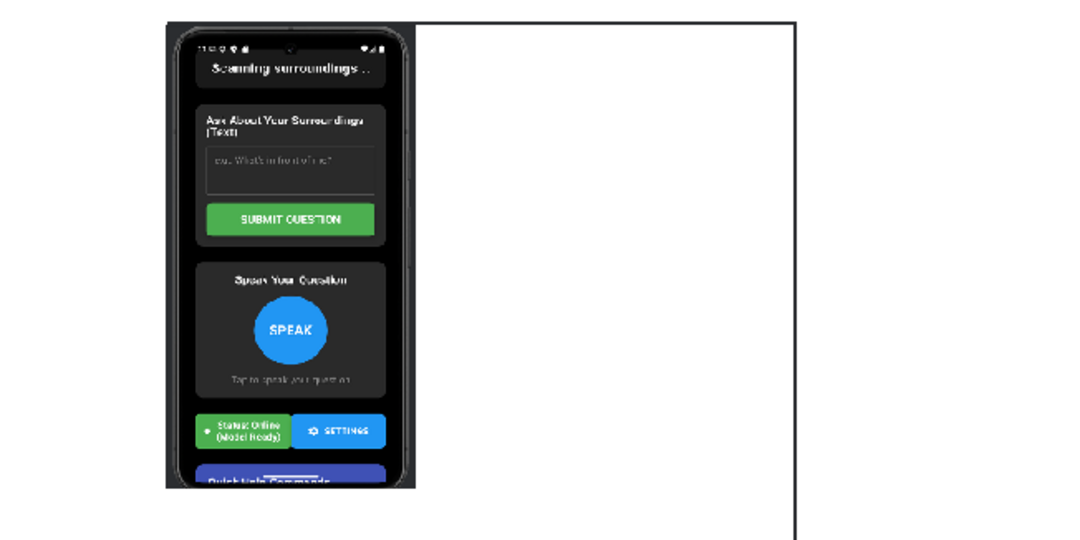 Scanning surroundings ...
Ask About Your Surroundings
(Text)
What's in front of me?
SUBMIT QUESTION
Speak Your Question
SPEAK
Tap to speak your question
Status: Online
(Model Ready)
SETTINGS
Quick Help Commands